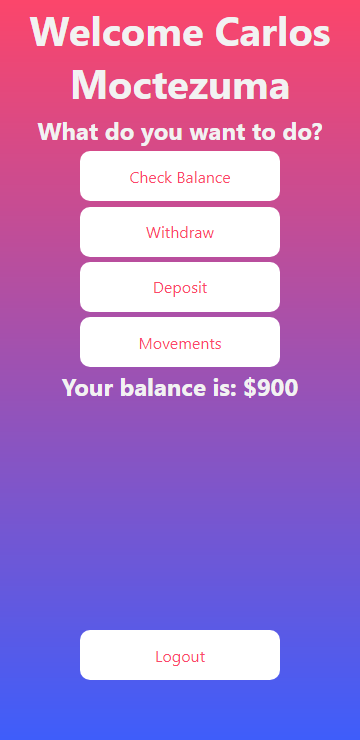 Welcome Carlos
Moctezuma
What do you want to do?
Check Balance
Withdraw
Deposit
Movements
Your balance is: $900
Logout